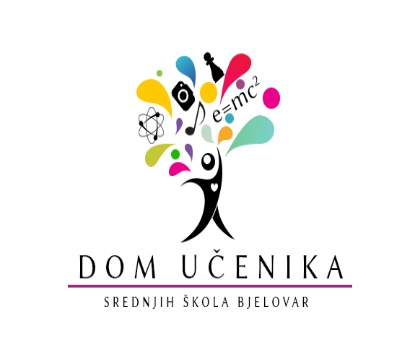 e=mc²
DOM UČENIKA
SREDNJIH ŠKOLA BJELOVAR